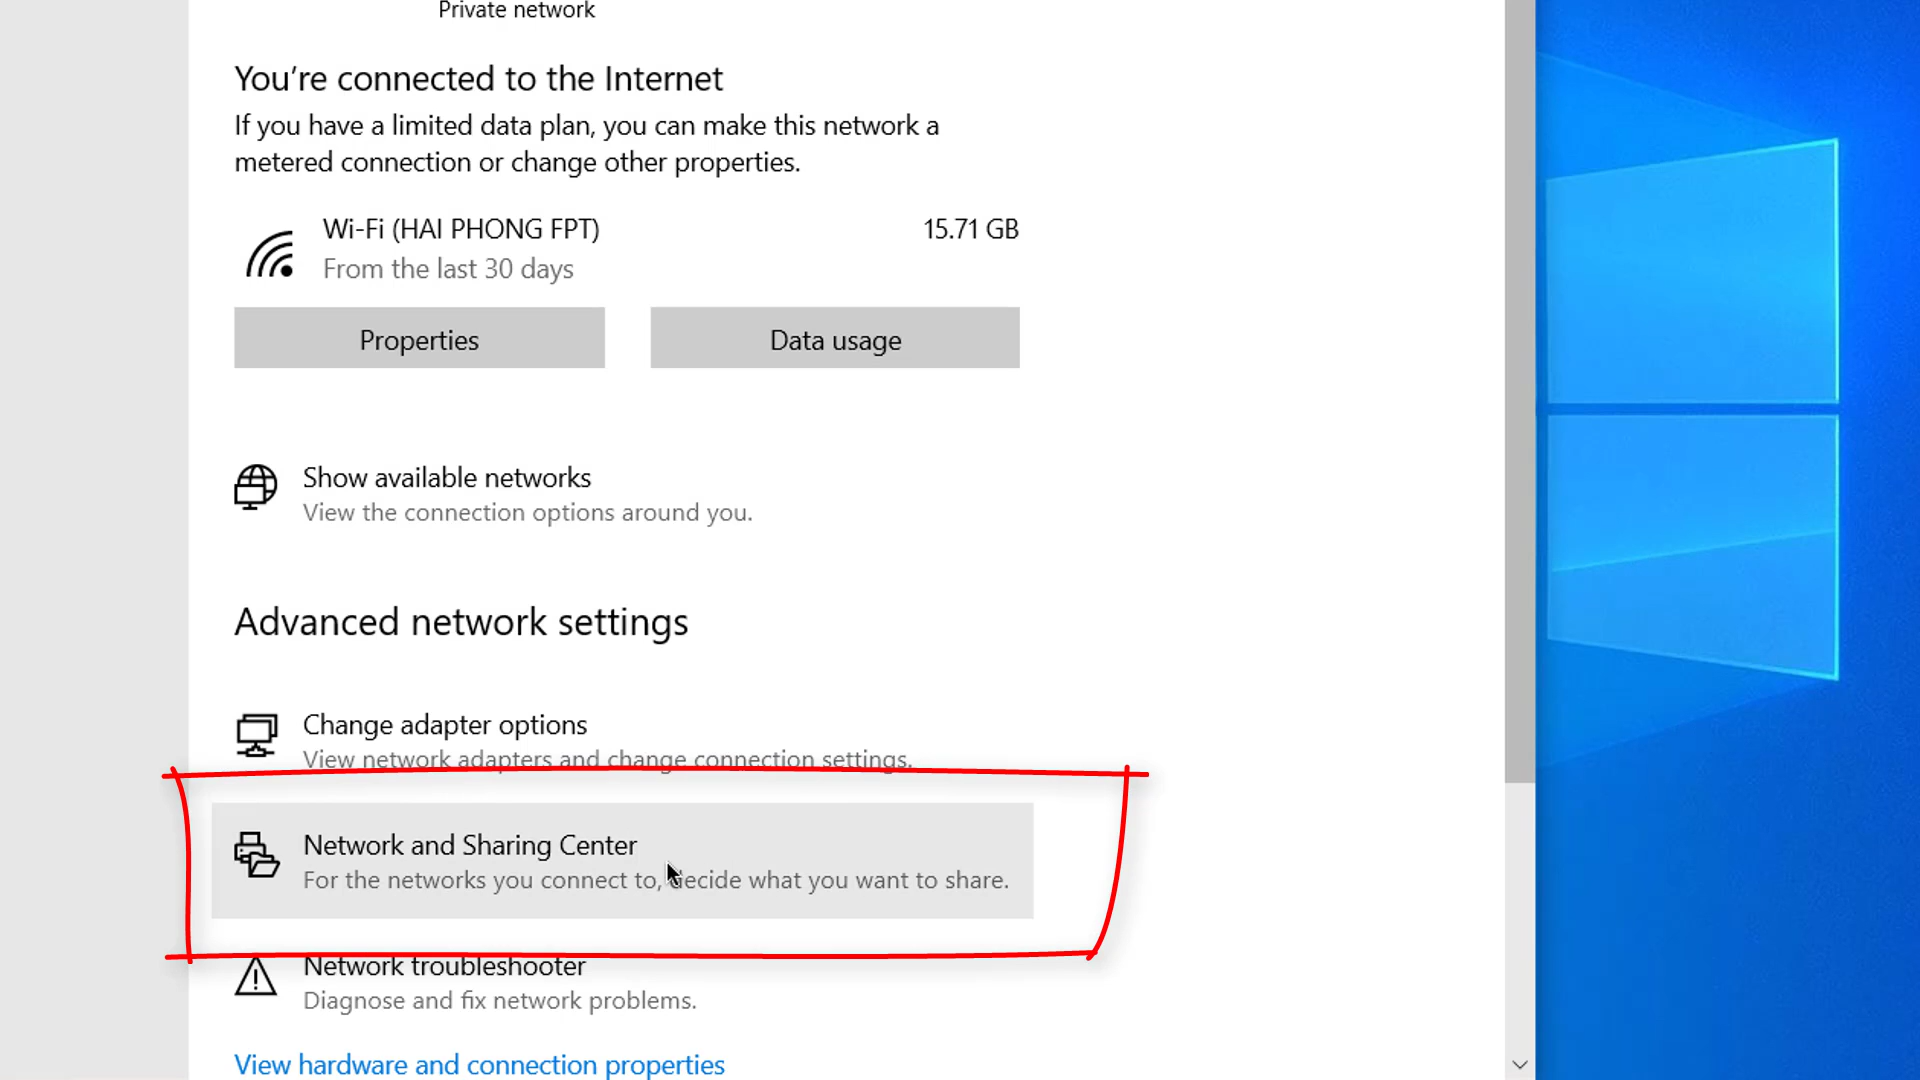 Private network
You're connected to the Internet
If you have a limited data plan, you can make this network a
metered connection or change other properties.
Wi-Fi (HAI PHONG FPT) 15.71 GB
From the last 30 days
Properties Data usage
Show available networks
View the connection options around you.
Advanced network settings
Change adapter options
View network adapters and change connection settings.
Network and Sharing Center
For the networks you connect to, decide what you want to share.
Network troubleshooter
Diagnose and fix network problems.
View hardware and connection properties